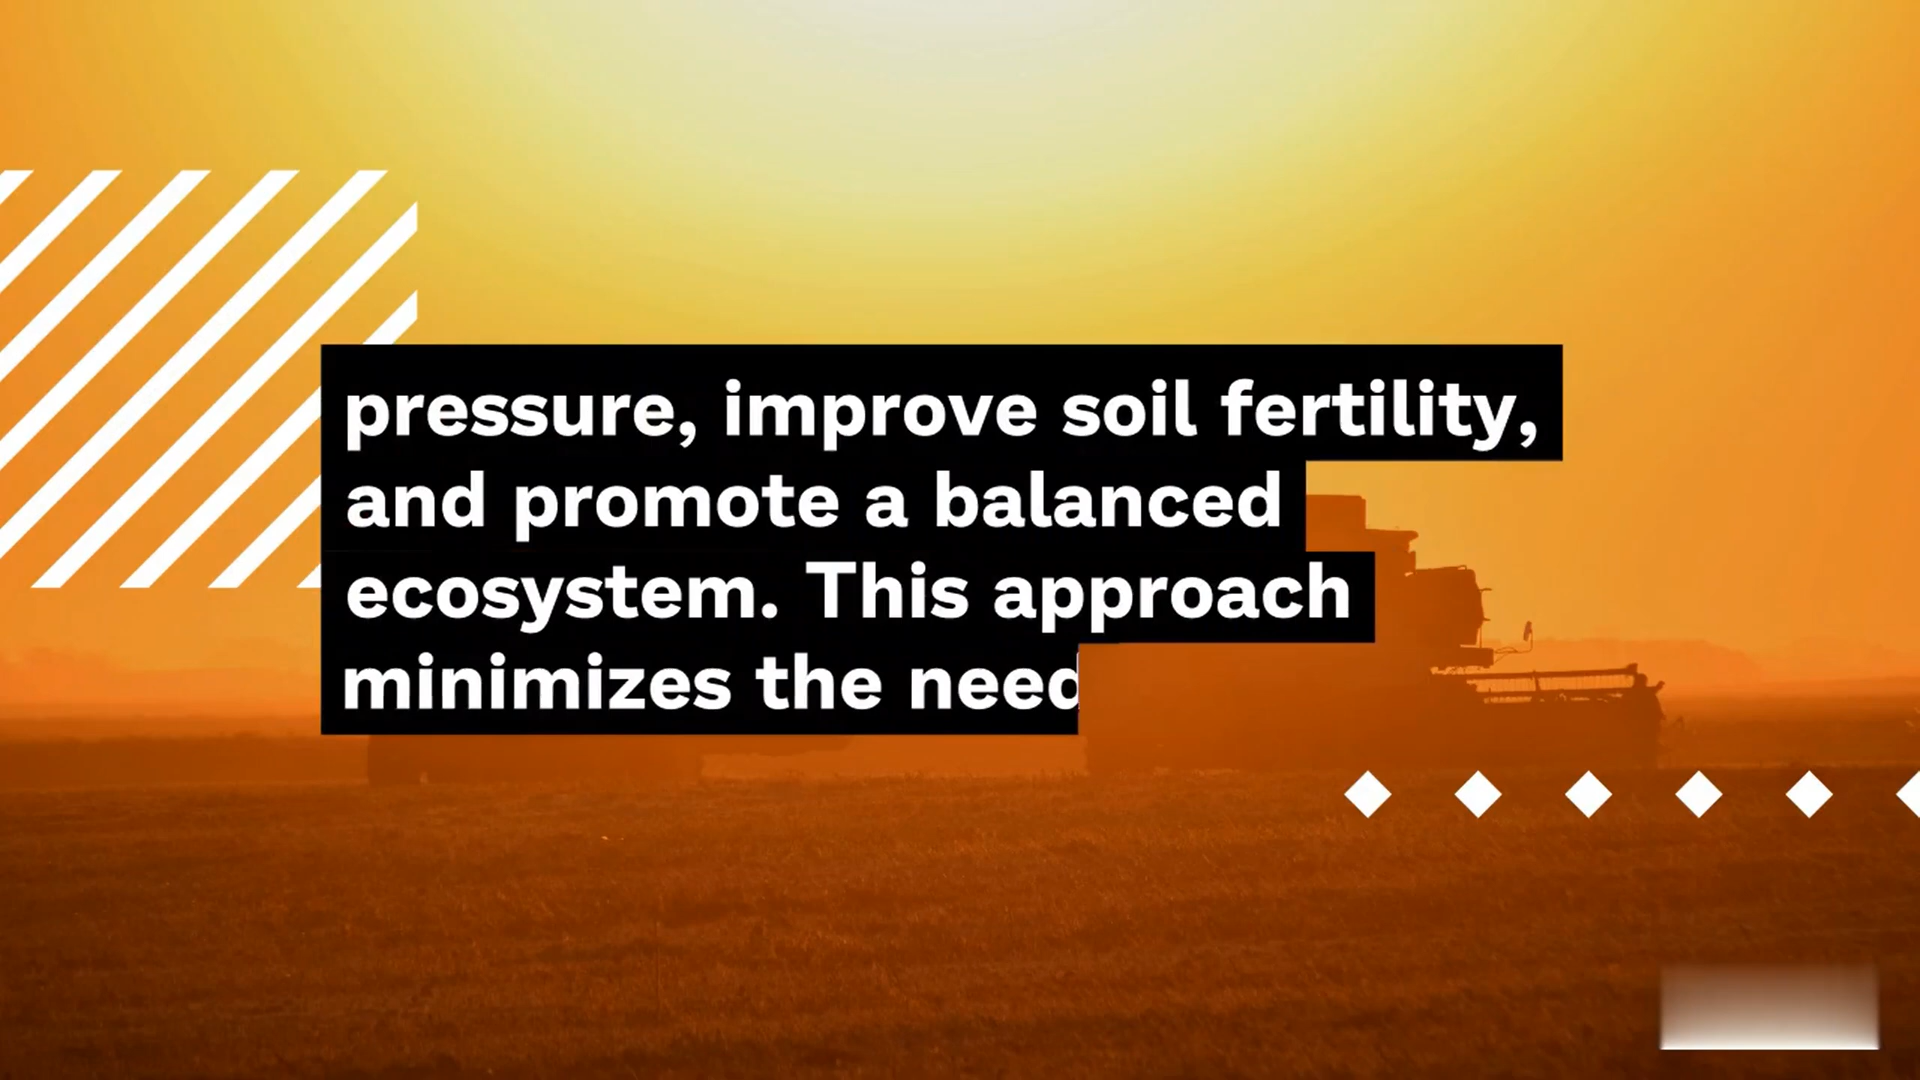 pressure, improve soil fertility,
and promote a balanced
ecosystem. This approach
minimizes the need